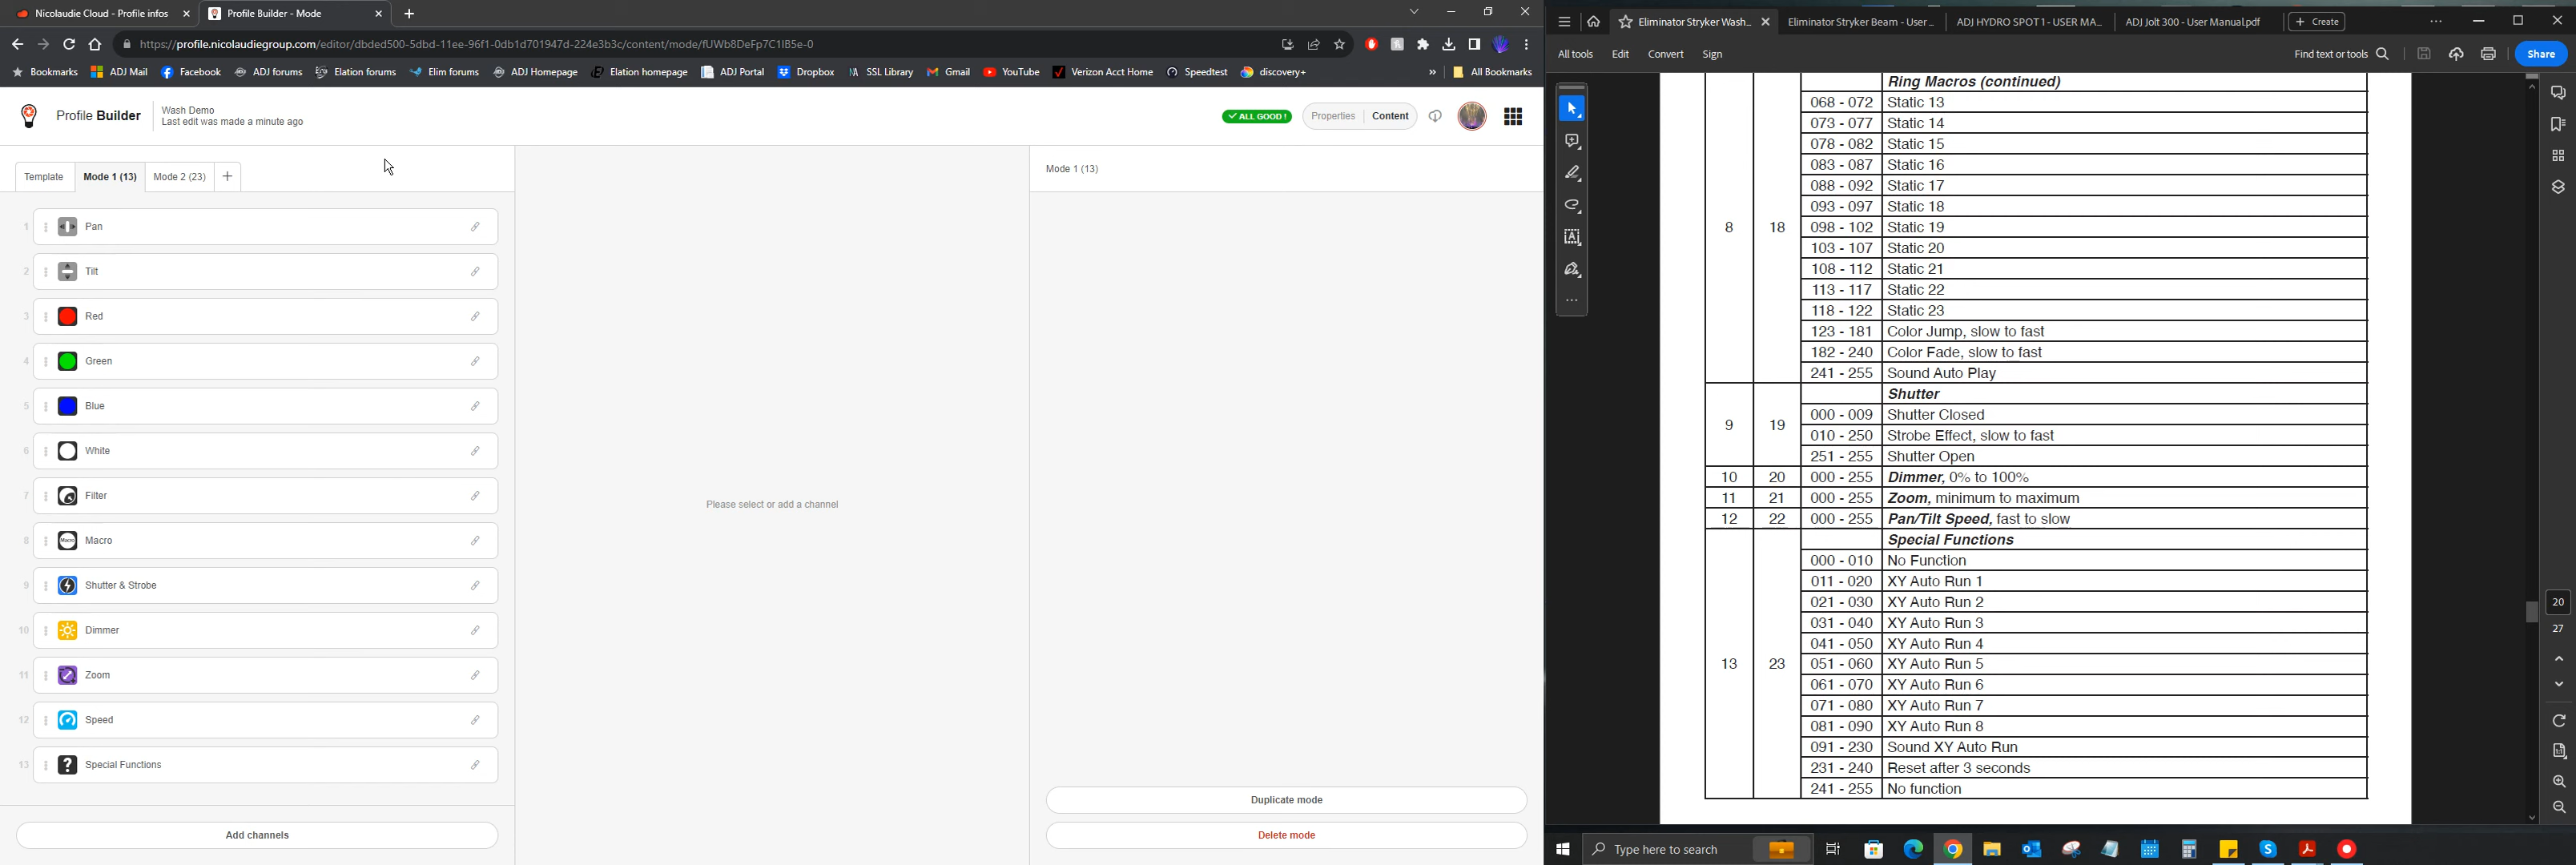 Nicolaudie Cloud - Profile infos
Profile Builder - Mode
https://profile.nicolaudiegroup.com/editor/dbded500-5dbd-11ee-96f1-0db1d701947d-224e3b3c/content/mode/fUWb8DeFp7C1IB5e-0
Bookmarks ADJ Mail Facebook ADJ forums Elation forums Elim forums ADJ Homepage Elation homepage ADJ Portal Dropbox SSL Library Gmail YouTube Verizon Acct Home Speedtest discovery+ » All Bookmarks
Profile Builder
Wash Demo
Last edit was made a minute ago
ALL GOOD !
Properties Content
Template Mode 1 (13) Mode 2 (23) +
1 Pan
2 Tilt
3 Red
4 Green
5 Blue
6 White
7 Filter
8 Macro
9 Shutter & Strobe
10 Dimmer
11 Zoom
12 Speed
13 Special Functions
Add channels
Please select or add a channel
Mode 1 (13)
Duplicate mode
Delete mode
Eliminator Stryker Wash... Eliminator Stryker Beam - User ... ADJ HYDRO SPOT 1 - USER MA... ADJ Jolt 300 - User Manual.pdf + Create
All tools Edit Convert Sign
Find text or tools
Share
Ring Macros (continued)
068 - 072 Static 13
073 - 077 Static 14
078 - 082 Static 15
083 - 087 Static 16
088 - 092 Static 17
093 - 097 Static 18
8 18 098 - 102 Static 19
103 - 107 Static 20
108 - 112 Static 21
113 - 117 Static 22
118 - 122 Static 23
123 - 181 Color Jump, slow to fast
182 - 240 Color Fade, slow to fast
241 - 255 Sound Auto Play
Shutter
000 - 009 Shutter Closed
9 19 010 - 250 Strobe Effect, slow to fast
251 - 255 Shutter Open
10 20 000 - 255 Dimmer, 0% to 100%
11 21 000 - 255 Zoom, minimum to maximum
12 22 000 - 255 Pan/Tilt Speed, fast to slow
Special Functions
000 - 010 No Function
011 - 020 XY Auto Run 1
021 - 030 XY Auto Run 2
031 - 040 XY Auto Run 3
041 - 050 XY Auto Run 4
13 23 051 - 060 XY Auto Run 5
061 - 070 XY Auto Run 6
071 - 080 XY Auto Run 7
081 - 090 XY Auto Run 8
091 - 230 Sound XY Auto Run
231 - 240 Reset after 3 seconds
241 - 255 No function
20
27
Type here to search